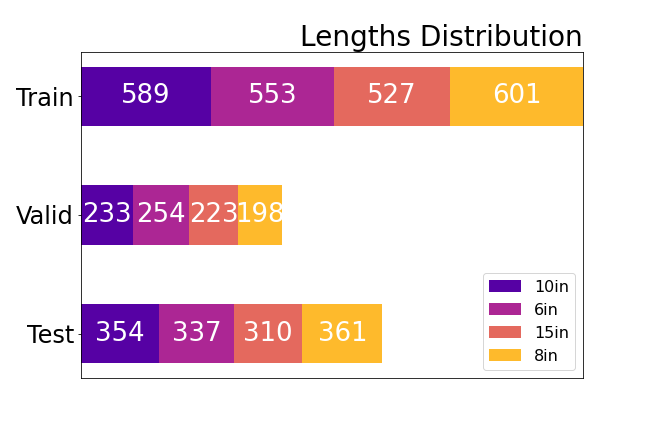 Lengths Distribution
Train 589 553 527 601
Valid 233 254 223 198
Test 354 337 310 361
10in
6in
15in
8in